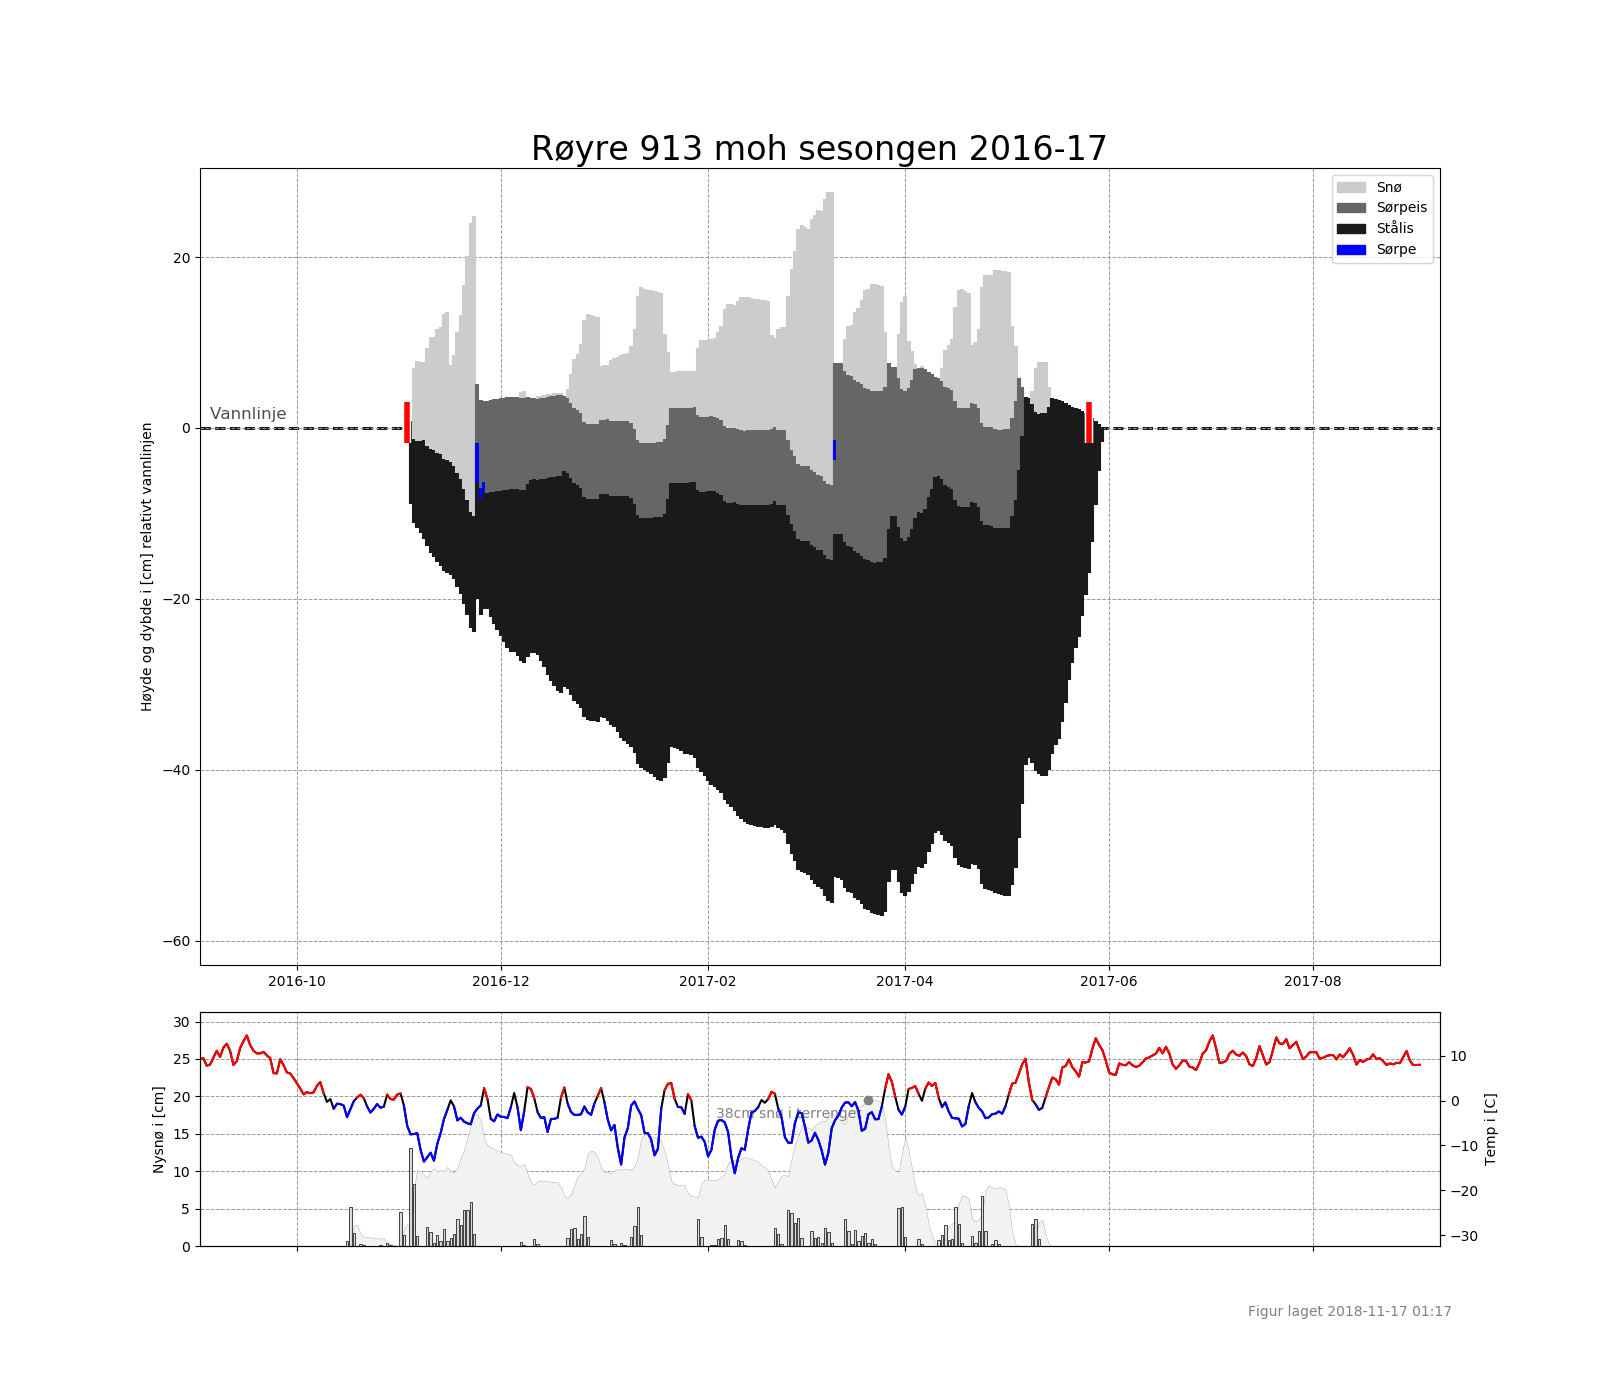 Røyre 913 moh sesongen 2016-17
Snø
Sørpeis
Stålis
Sørpe
Vannlinje
Høyde og dybde i [cm] relativt vannlinjen
20
0
−20
−40
−60
2016-10 2016-12 2017-02 2017-04 2017-06 2017-08
Nysnø i [cm]
30
25
20
15
10
5
0
38cm snø i terrenget
10
0
−10
−20
−30
Temp i [C]
Figur laget 2018-11-17 01:17